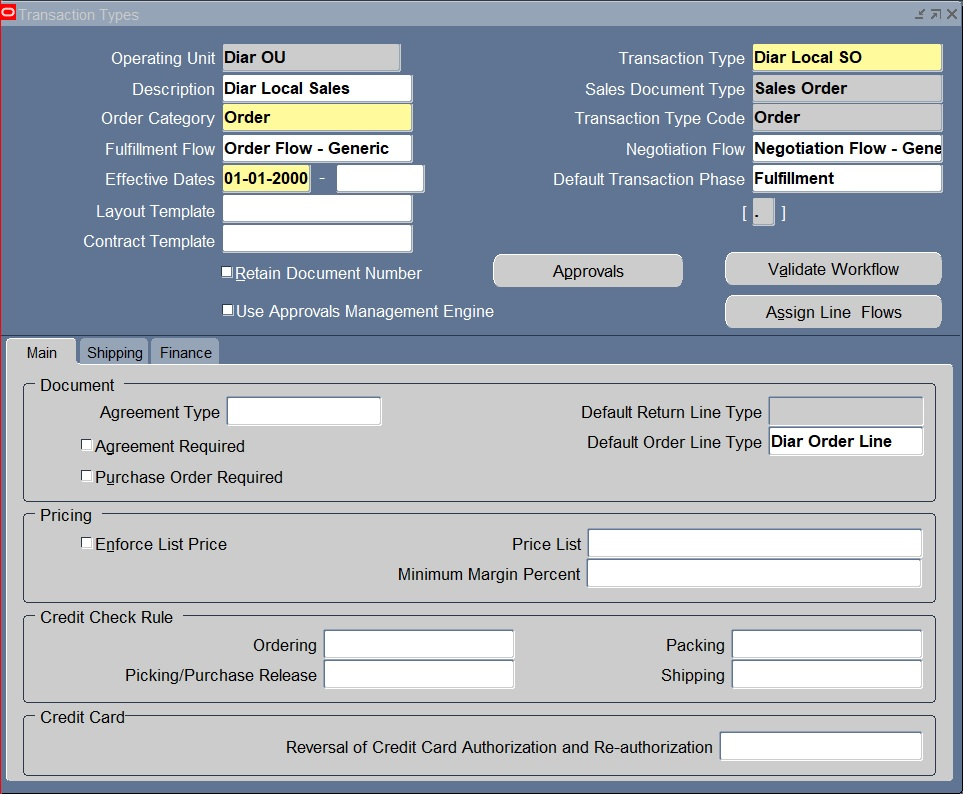 Transaction Types
Operating Unit Diar OU Transaction Type Diar Local SO
Description Diar Local Sales Sales Document Type Sales Order
Order Category Order Transaction Type Code Order
Fulfillment Flow Order Flow - Generic Negotiation Flow Negotiation Flow - Gene
Effective Dates 01-01-2000 - Default Transaction Phase Fulfillment
Layout Template [ . ]
Contract Template
Retain Document Number Approvals Validate Workflow
Use Approvals Management Engine Assign Line Flows
Main Shipping Finance
Document
Agreement Type Default Return Line Type
Agreement Required Default Order Line Type Diar Order Line
Purchase Order Required
Pricing
Enforce List Price Price List
Minimum Margin Percent
Credit Check Rule
Ordering Packing
Picking/Purchase Release Shipping
Credit Card
Reversal of Credit Card Authorization and Re-authorization